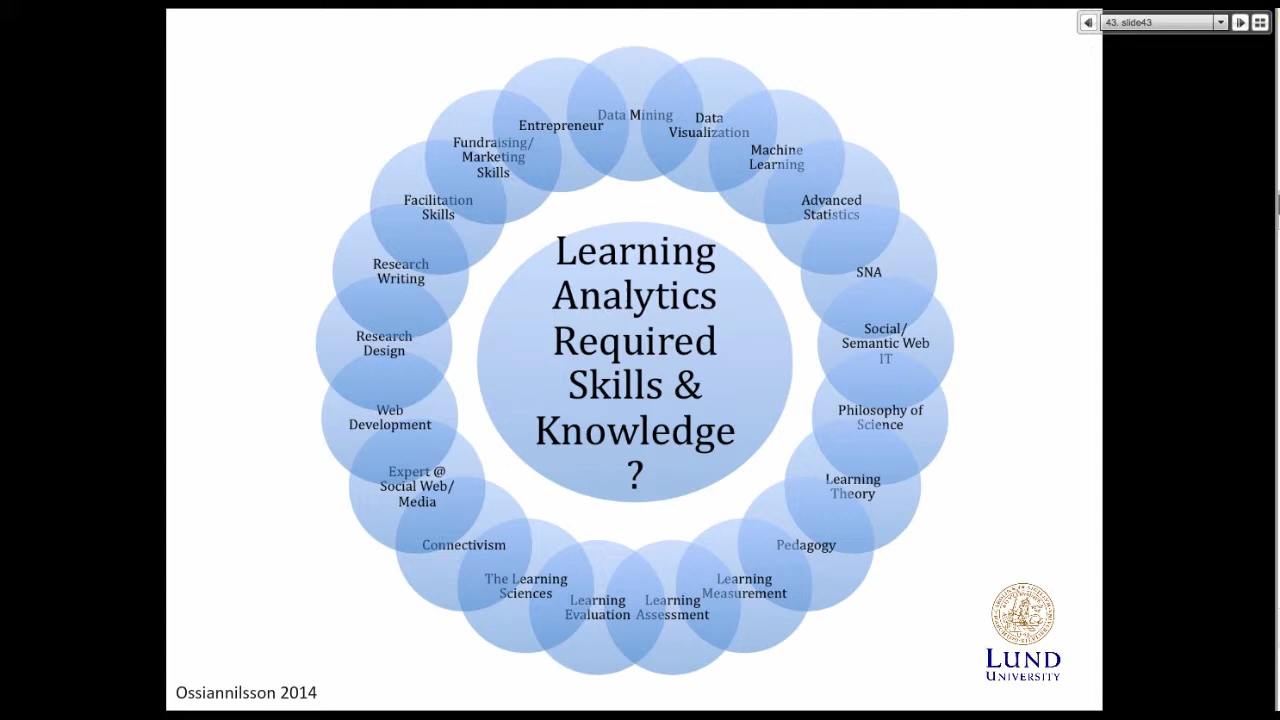 43. slide43
Data Mining
Data
Visualization
Machine
Learning
Advanced
Statistics
SNA
Social/
Semantic Web
IT
Philosophy of
Science
Learning
Theory
Pedagogy
Learning
Measurement
Learning
Assessment
Learning
Evaluation
The Learning
Sciences
Connectivism
Expert @
Social Web/
Media
Web
Development
Research
Design
Research
Writing
Facilitation
Skills
Fundraising/
Marketing
Skills
Entrepreneur
Learning
Analytics
Required
Skills &
Knowledge
?
LUND
UNIVERSITY
Ossiannilsson 2014